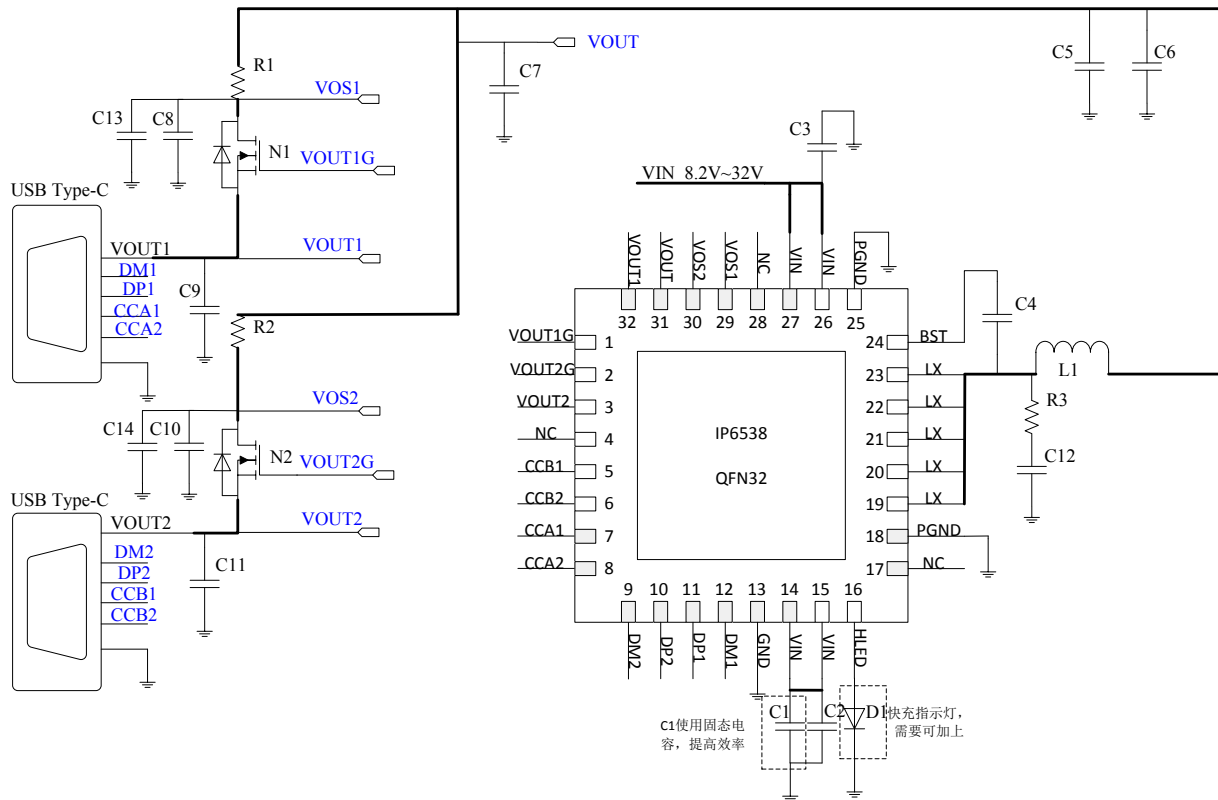 VOUT
C5
C6
R1
C7
VOS1
C13
C8
C3
N1
VOUT1G
VIN 8.2V~32V
USB Type-C
VOUT1
VOUT1
DM1
DP1
CCA1
CCA2
C9
VOUT1
VOUT
VOS2
VOS1
NC
VIN
VIN
PGND
32
31
30
29
28
27
26
25
C4
R2
VOUT1G
1
VOUT2G
2
VOUT2
3
NC
4
CCB1
5
CCB2
6
CCA1
7
CCA2
8
24
BST
23
LX
22
LX
21
LX
20
LX
19
LX
18
PGND
17
NC
L1
R3
C12
IP6538
QFN32
VOS2
C14
C10
N2
VOUT2G
USB Type-C
VOUT2
VOUT2
DM2
DP2
CCB1
CCB2
C11
9
10
11
12
13
14
15
16
DM2
DP2
DP1
DM1
GND
VIN
VIN
HLED
C1
C2
D1
C1使用固态电
容，提高效率
快充指示灯，
需要可加上